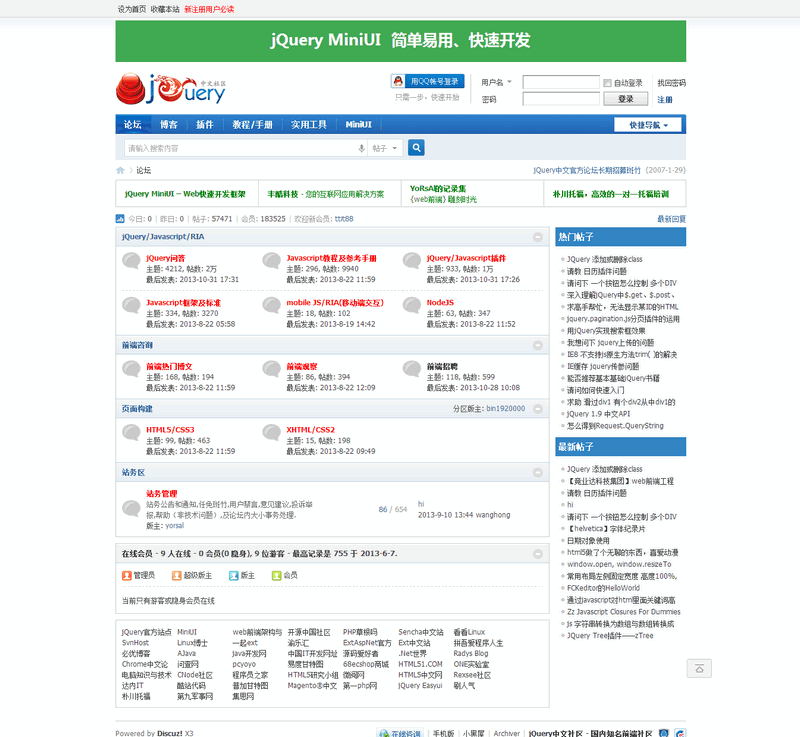 设为首页 收藏本站 新注册用户必读
jQuery MiniUI 简单易用、快速开发
jQuery 中文社区
用QQ帐号登录
只需一步，快速开始
用户名
自动登录
找回密码
密码
登录
注册
论坛 博客 插件 教程/手册 实用工具 MiniUI
快捷导航
请输入搜索内容
帖子
论坛
jQuery中文官方论坛长期招募斑竹 (2007-1-29)
jQuery MiniUI – Web快速开发框架
丰酷科技 - 您的互联网应用解决方案
YoRsAl的记录集
{web前端} 雕刻时光
朴川托福，高效的一对一托福培训
今日: 0 | 昨日: 0 | 帖子: 57471 | 会员: 183525 | 欢迎新会员: ttit88
最新回复
jQuery/Javascript/RIA
jQuery问答
主题: 4212, 帖数: 2万
最后发表: 2013-10-31 17:31
Javascript教程及参考手册
主题: 296, 帖数: 9940
最后发表: 2013-8-22 11:59
jQuery/Javascript插件
主题: 933, 帖数: 1万
最后发表: 2013-10-31 17:26
Javascript框架及标准
主题: 334, 帖数: 3270
最后发表: 2013-8-22 05:58
mobile JS/RIA(移动端交互)
主题: 18, 帖数: 102
最后发表: 2013-8-19 14:42
NodeJS
主题: 63, 帖数: 347
最后发表: 2013-8-22 11:52
前端咨询
前端热门博文
主题: 168, 帖数: 194
最后发表: 2013-8-22 11:59
前端观察
主题: 86, 帖数: 394
最后发表: 2013-8-22 12:09
前端招聘
主题: 118, 帖数: 599
最后发表: 2013-10-28 10:08
页面构建
分区版主: bin1920000
HTML5/CSS3
主题: 99, 帖数: 463
最后发表: 2013-8-22 11:59
XHTML/CSS2
主题: 15, 帖数: 198
最后发表: 2013-8-22 09:49
站务区
站务管理
站务公告和通知,任免斑竹,用户禁言,意见建议,投诉举
报,帮助（非技术问题）,及论坛内大小事务处理.
版主: yorsal
86 / 654
hi
2013-9-10 13:44 wanghong
在线会员 - 9 人在线 - 0 会员(0 隐身), 9 位游客 - 最高记录是 755 于 2013-6-7.
管理员 超级版主 版主 会员
当前只有游客或隐身会员在线
jQuery官方站点 MiniUI web前端架构与 开源中国社区 PHP草根吗 Sencha中文站 看看Linux
SvnHost Linux博士 一起ext 渝乐汇 ExtAspNet官方 Ext中文站 拼吾爱程序人生
必优博客 AJava java开发网 中国IT开发网址 源码爱好者 .Net世界 Radys Blog
Chrome中文论 问查网 pcyoyo 易度甘特图 68ecshop商城 HTML51.COM ONE实验室
电脑知识与技术 CNode社区 程序员之家 HTML5研究小组 微网网 HTML5中文网 Rexsee社区
达内IT 酷站代码 普加甘特图 Magento®中文 第一php网 jQuery Easyui 刷人气
朴川托福 第九军事网 集思网
热门帖子
JQuery 添加或删除class
请教 日历插件问题
请问下 一个按钮怎么控制 多个DIV
深入理解jQuery中$.get、$.post、
求高手帮忙，无法显示某ID的HTML
jquery.pagination.js分页插件的运用
用jQuery实现搜索框效果
我想问下 jquery上传的问题
IE8 不支持js原生方法trim( )的解决
IE缓存 jquery传参问题
能否推荐基本基础jQuery书籍
请问如何快速入门
求助 滑过div1 有个div2从中div1的
jQuery 1.9 中文API
怎么得到Request.QueryString
最新帖子
JQuery 添加或删除class
【竞业达科技集团】web前端工程
请教 日历插件问题
hi
请问下 一个按钮怎么控制 多个DIV
【helvetica】字体纪录片
日期对象使用
html5做了个无聊的东西，喜爱动漫
window.open, window.resizeTo
常用布局左侧固定宽度 高度100%,
FCKeditor的HelloWorld
通过javascript对html里面关键词高
Zz Javascript Closures For Dummies
js 字符串转换为数组与数组转换成
JQuery Tree插件——zTree
Powered by Discuz! X3
在线咨询 | 手机版 | 小黑屋 | Archiver | jQuery中文社区 - 国内知名前端社区